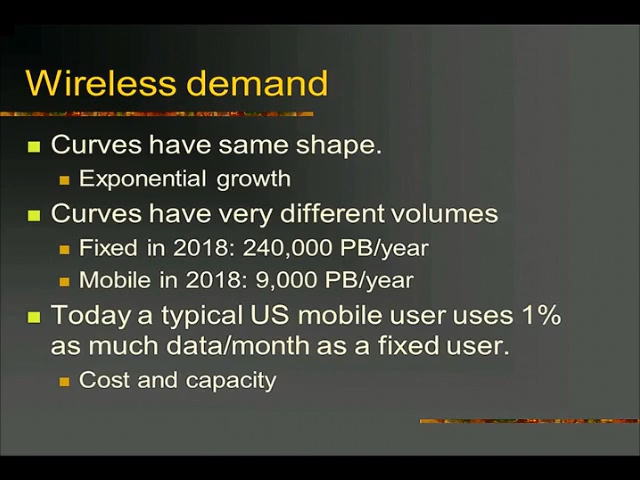 Wireless demand
Curves have same shape.
Exponential growth
Curves have very different volumes
Fixed in 2018: 240,000 PB/year
Mobile in 2018: 9,000 PB/year
Today a typical US mobile user uses 1%
as much data/month as a fixed user.
Cost and capacity